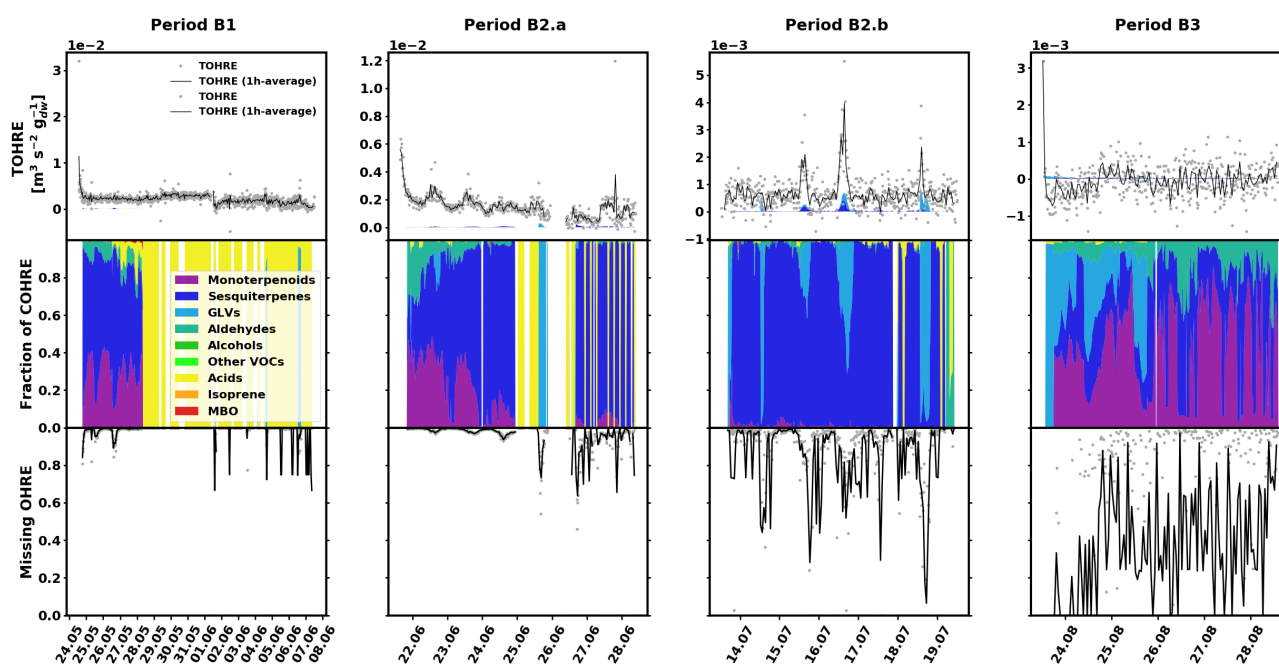 Period B1
Period B2.a
Period B2.b
Period B3
1e−2
1e−2
1e−3
1e−3
TOHRE
[m³ s⁻² g⁻¹dw]
3
2
1
0
TOHRE
TOHRE (1h-average)
TOHRE
TOHRE (1h-average)
1.2
1.0
0.8
0.6
0.4
0.2
0.0
5
4
3
2
1
0
−1
3
2
1
0
−1
Fraction of COHRE
0.8
0.6
0.4
0.2
0.0
Monoterpenoids
Sesquiterpenes
GLVs
Aldehydes
Alcohols
Other VOCs
Acids
Isoprene
MBO
Missing OHRE
0.8
0.6
0.4
0.2
0.0
24.05
25.05
26.05
27.05
28.05
29.05
30.05
31.05
01.06
02.06
03.06
04.06
05.06
06.06
07.06
08.06
22.06
23.06
24.06
25.06
26.06
27.06
28.06
14.07
15.07
16.07
17.07
18.07
19.07
24.08
25.08
26.08
27.08
28.08